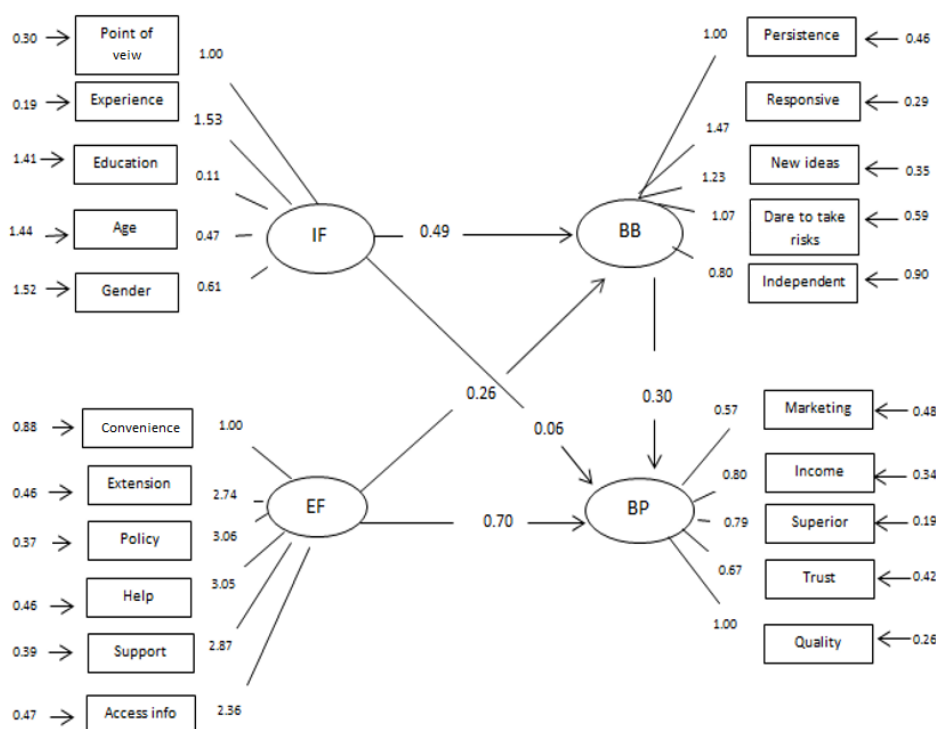 0.30
Point of
veiw
1.00
0.19
Experience
1.53
1.41
Education
0.11
1.44
Age
0.47
1.52
Gender
0.61
IF
0.49
BB
1.00
Persistence
0.46
1.47
Responsive
0.29
1.23
New ideas
0.35
1.07
Dare to take
risks
0.59
0.80
Independent
0.90
0.26
0.06
0.30
0.88
Convenience
1.00
0.46
Extension
2.74
0.37
Policy
3.06
0.46
Help
3.05
0.39
Support
2.87
0.47
Access info
2.36
EF
0.70
BP
0.57
Marketing
0.48
0.80
Income
0.34
0.79
Superior
0.19
0.67
Trust
0.42
1.00
Quality
0.26